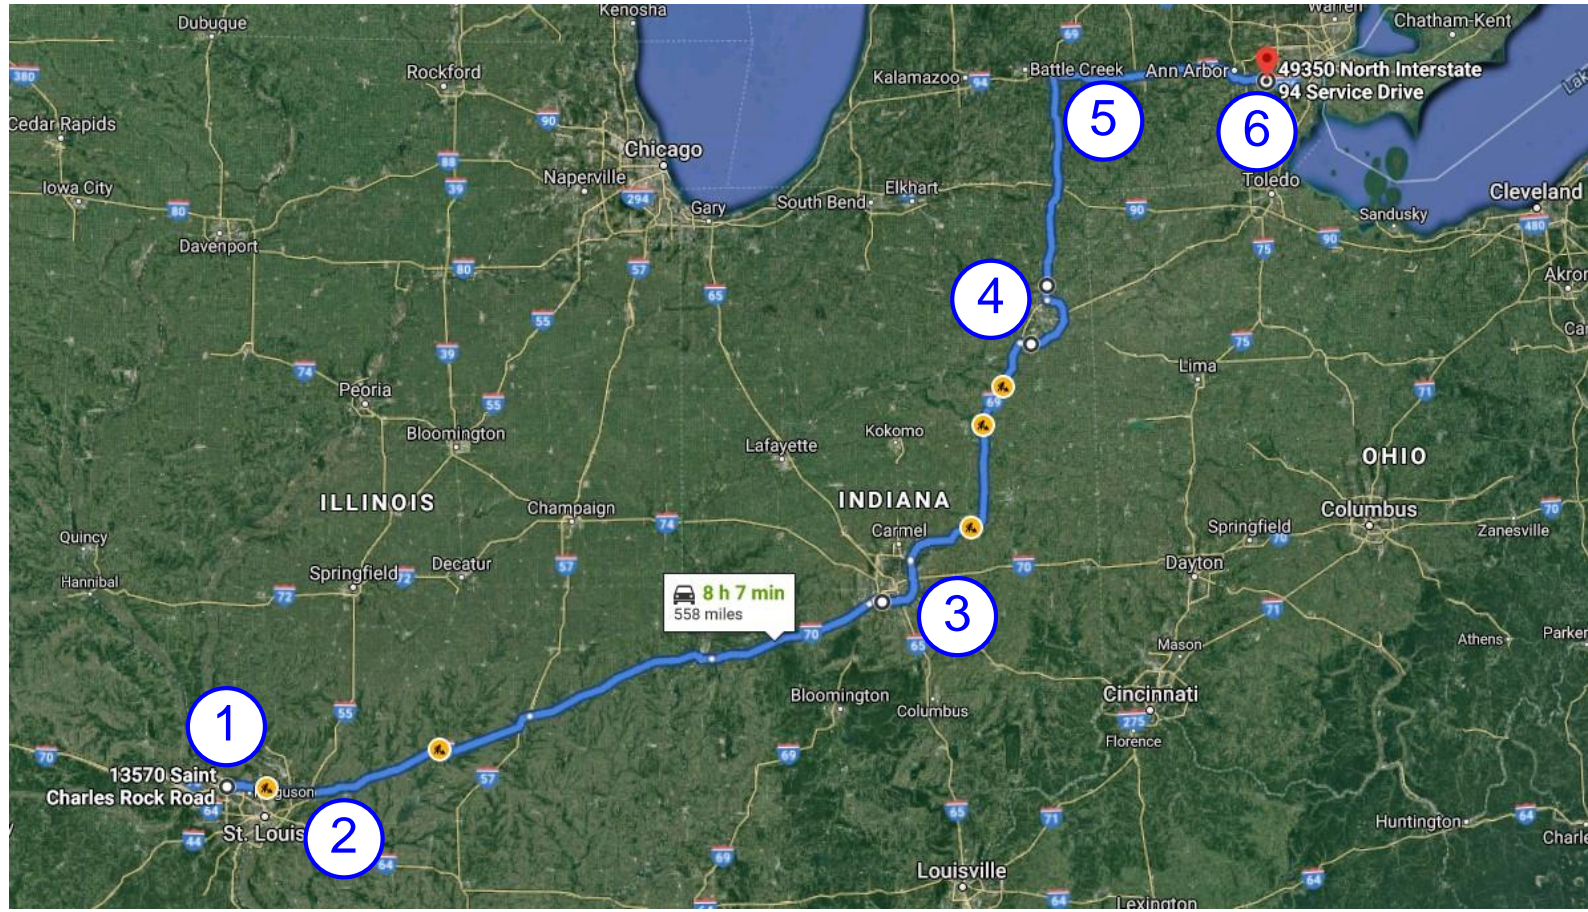 Kenosha
Warren
Dubuque
Chatham-Kent
69
380
Rockford
Kalamazoo
94
Battle Creek
Ann Arbor
49350 North Interstate
94 Service Drive
Cedar Rapids
90
5
6
Chicago
88
39
Naperville
294
Iowa City
80
Gary
South Bend
Elkhart
90
Toledo
Cleveland
Sandusky
480
Davenport
80
57
65
75
90
Akron
4
55
39
75
74
Lima
Peoria
55
69
71
Bloomington
Lafayette
Kokomo
OHIO
ILLINOIS
INDIANA
Champaign
74
Carmel
Columbus
70
Quincy
Springfield
70
Zanesville
Hannibal
72
Springfield
72
Decatur
57
70
Dayton
8 h 7 min
558 miles
3
71
70
65
Mason
Athens
Parker
1
55
Bloomington
Columbus
Cincinnati
275
Florence
70
69
13570 Saint
Charles Rock Road
guson
57
64
44
St. Louis
2
64
65
71
Huntington
64
69
Louisville
64
64
64
Lexington